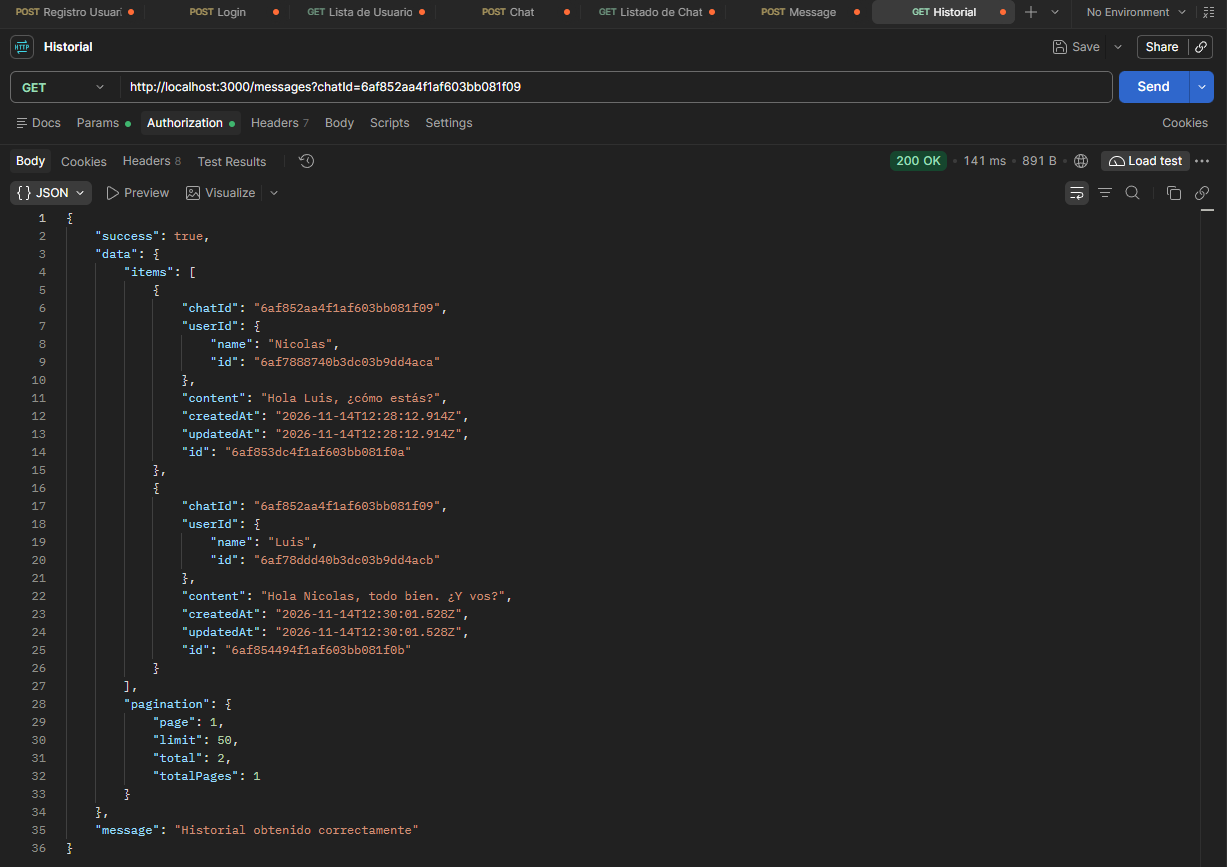 POST Registro Usuari
POST Login
GET Lista de Usuario
POST Chat
GET Listado de Chat
POST Message
GET Historial
No Environment
HTTP
Historial
Save
Share
GET
http://localhost:3000/messages?chatId=6af852aa4f1af603bb081f09
Send
Docs
Params
Authorization
Headers 7
Body
Scripts
Settings
Cookies
Body
Cookies
Headers 8
Test Results
200 OK
141 ms
891 B
Load test
{} JSON
Preview
Visualize
1 {
2 "success": true,
3 "data": {
4 "items": [
5 {
6 "chatId": "6af852aa4f1af603bb081f09",
7 "userId": {
8 "name": "Nicolas",
9 "id": "6af7888740b3dc03b9dd4aca"
10 },
11 "content": "Hola Luis, ¿cómo estás?",
12 "createdAt": "2026-11-14T12:28:12.914Z",
13 "updatedAt": "2026-11-14T12:28:12.914Z",
14 "id": "6af853dc4f1af603bb081f0a"
15 },
16 {
17 "chatId": "6af852aa4f1af603bb081f09",
18 "userId": {
19 "name": "Luis",
20 "id": "6af78ddd40b3dc03b9dd4acb"
21 },
22 "content": "Hola Nicolas, todo bien. ¿Y vos?",
23 "createdAt": "2026-11-14T12:30:01.528Z",
24 "updatedAt": "2026-11-14T12:30:01.528Z",
25 "id": "6af854494f1af603bb081f0b"
26 }
27 ],
28 "pagination": {
29 "page": 1,
30 "limit": 50,
31 "total": 2,
32 "totalPages": 1
33 }
34 },
35 "message": "Historial obtenido correctamente"
36 }